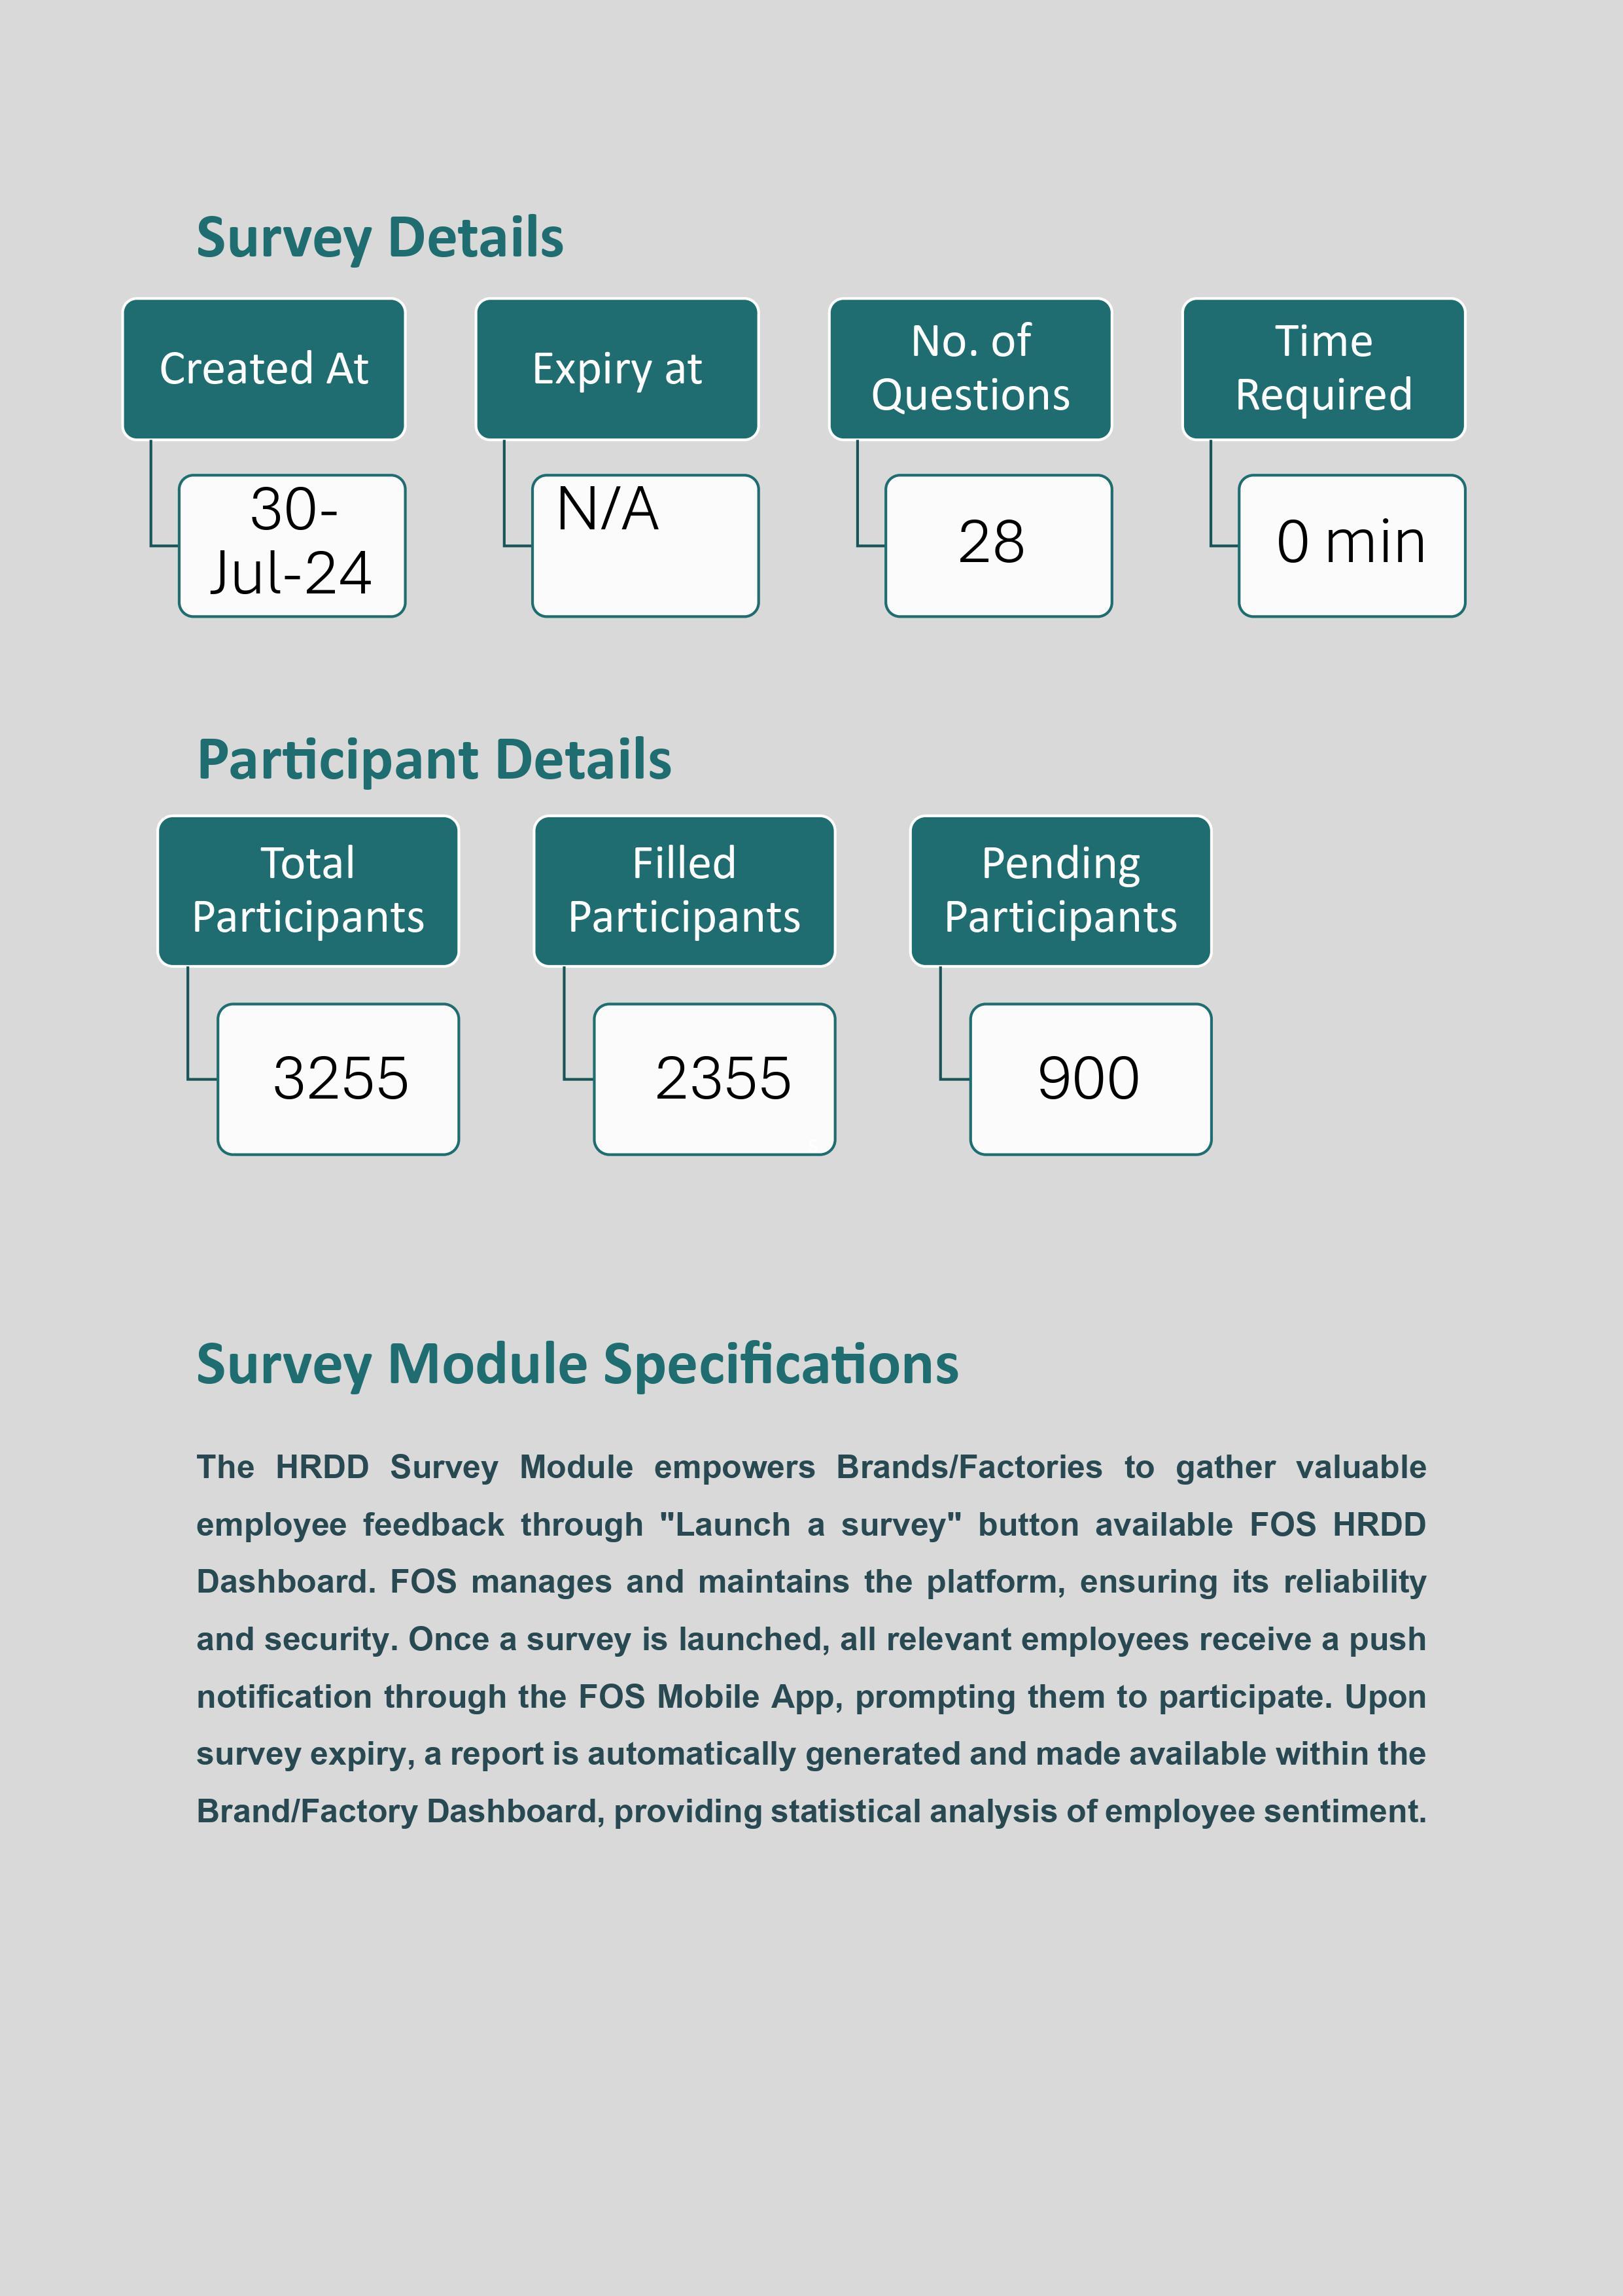 Survey Details
Created At
Expiry at
No. of
Questions
Time
Required
30-
Jul-24
N/A
28
0 min
Participant Details
Total
Participants
Filled
Participants
Pending
Participants
3255
2355
900
Survey Module Specifications
The HRDD Survey Module empowers Brands/Factories to gather valuable
employee feedback through "Launch a survey" button available FOS HRDD
Dashboard. FOS manages and maintains the platform, ensuring its reliability
and security. Once a survey is launched, all relevant employees receive a push
notification through the FOS Mobile App, prompting them to participate. Upon
survey expiry, a report is automatically generated and made available within the
Brand/Factory Dashboard, providing statistical analysis of employee sentiment.